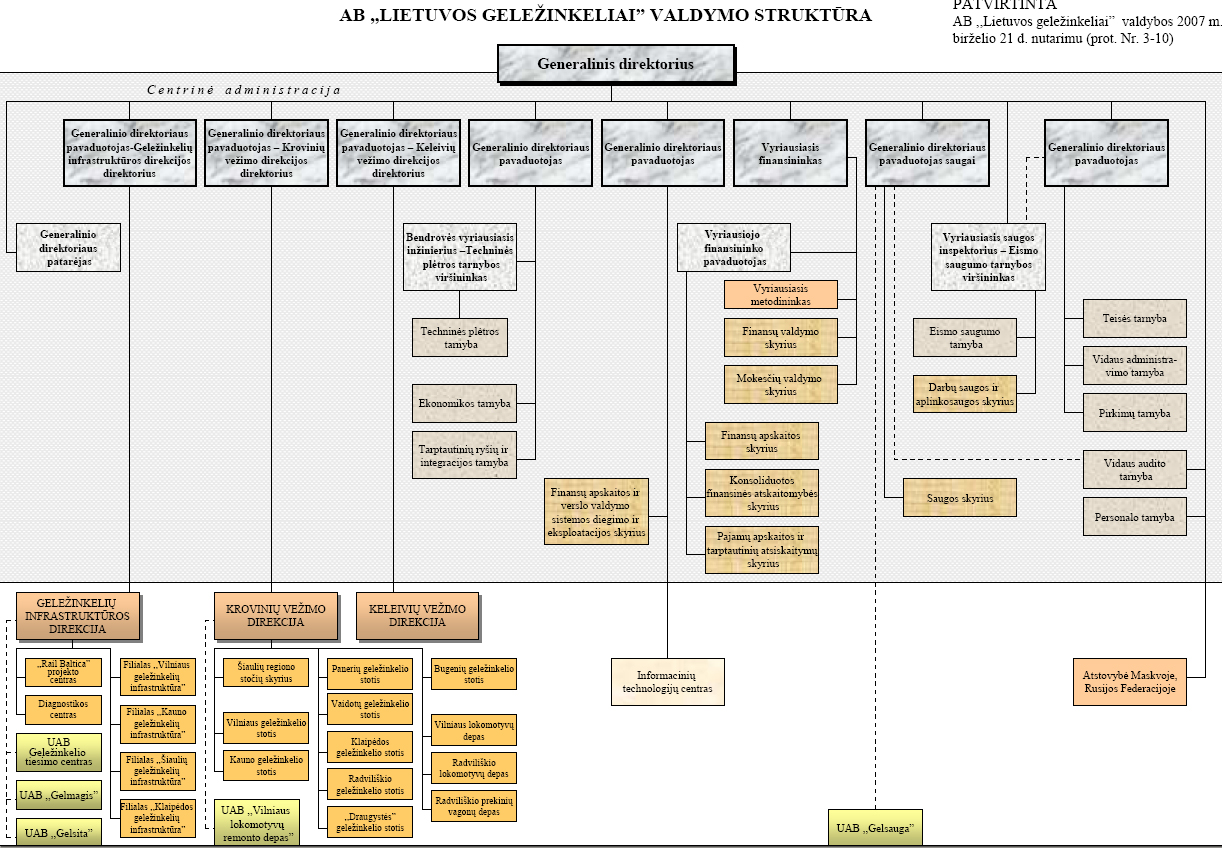 AB ,,LIETUVOS GELEŽINKELIAI” VALDYMO STRUKTŪRA
PATVIRTINTA
AB ,,Lietuvos geležinkeliai” valdybos 2007 m.
birželio 21 d. nutarimu (prot. Nr. 3-10)
Generalinis direktorius
Centrinė administracija
Generalinio direktoriaus
pavaduotojas-Geležinkelių
infrastruktūros direkcijos
direktorius
Generalinio direktoriaus
pavaduotojas – Krovinių
vežimo direkcijos
direktorius
Generalinio direktoriaus
pavaduotojas – Keleivių
vežimo direkcijos
direktorius
Generalinio direktoriaus
pavaduotojas
Generalinio direktoriaus
pavaduotojas
Vyriausiasis
finansininkas
Generalinio direktoriaus
pavaduotojas saugai
Generalinio direktoriaus
pavaduotojas
Generalinio
direktoriaus
patarėjas
Bendrovės vyriausiasis
inžinierius –Techninės
plėtros tarnybos
viršininkas
Vyriausiojo
finansininko
pavaduotojas
Vyriausiasis saugos
inspektorius – Eismo
saugumo tarnybos
viršininkas
Vyriausiasis
metodininkas
Techninės plėtros
tarnyba
Finansų valdymo
skyrius
Eismo saugumo
tarnyba
Teisės tarnyba
Vidaus administra-
vimo tarnyba
Mokesčių valdymo
skyrius
Darbų saugos ir
aplinkosaugos skyrius
Ekonomikos tarnyba
Pirkimų tarnyba
Tarptautinių ryšių ir
integracijos tarnyba
Finansų apskaitos
skyrius
Vidaus audito
tarnyba
Finansų apskaitos ir
verslo valdymo
sistemos diegimo ir
eksploatacijos skyrius
Konsoliduotos
finansinės atskaitomybės
skyrius
Saugos skyrius
Personalo tarnyba
Pajamų apskaitos ir
tarptautinių atsiskaitymų
skyrius
GELEŽINKELIŲ
INFRASTRUKTŪROS
DIREKCIJA
KROVINIŲ VEŽIMO
DIREKCIJA
KELEIVIŲ VEŽIMO
DIREKCIJA
,,Rail Baltica”
projekto
centras
Filialas ,,Vilniaus
geležinkelių
infrastruktūra”
Šiaulių regiono
stočių skyrius
Panerių geležinkelio
stotis
Bugenių geležinkelio
stotis
Informacinių
technologijų centras
Atstovybė Maskvoje,
Rusijos Federacijoje
Diagnostikos
centras
Filialas ,,Kauno
geležinkelių
infrastruktūra”
Vilniaus geležinkelio
stotis
Vaidotų geležinkelio
stotis
Vilniaus lokomotyvų
depas
UAB
Geležinkelio
tiesimo centras
Filialas ,,Šiaulių
geležinkelių
infrastruktūra”
Kauno geležinkelio
stotis
Klaipėdos
geležinkelio stotis
Radviliškio
lokomotyvų depas
UAB ,,Gelmagis”
Filialas ,,Klaipėdos
geležinkelių
infrastruktūra”
Radviliškio
geležinkelio stotis
Radviliškio prekinių
vagonų depas
UAB ,,Gelsita”
UAB ,,Vilniaus
lokomotyvų
remonto depas”
,,Draugystės”
geležinkelio stotis
UAB ,,Gelsauga”